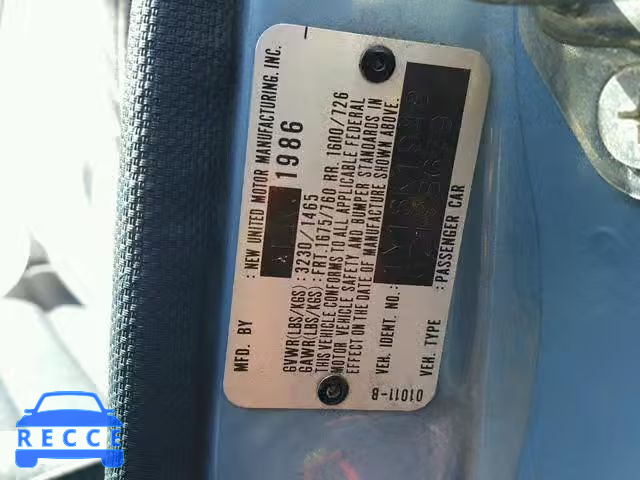 MFD. BY : NEW UNITED MOTOR MANUFACTURING. INC.
1986
GVWR(LBS/KGS) : 3230/1465
GAWR(LBS/KGS) : FRT 1675/760 RR. 1600/726
THIS VEHICLE CONFORMS TO ALL APPLICABLE FEDERAL
MOTOR VEHICLE SAFETY AND BUMPER STANDARDS IN
EFFECT ON THE DATE OF MANUFACTURE SHOWN ABOVE.
VEH. IDENT. NO. :
VEH. TYPE : PASSENGER CAR
01011-B
RECCE